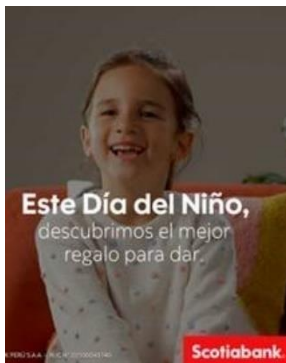 Este Día del Niño,
descubrimos el mejor
regalo para dar.
Scotiabank